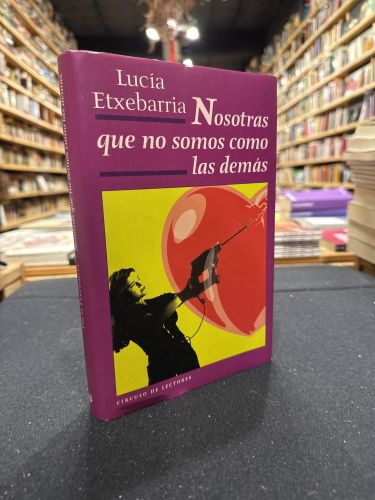 Lucía
Etxebarria
Nosotras
que no somos como
las demás
CÍRCULO DE LECTORES